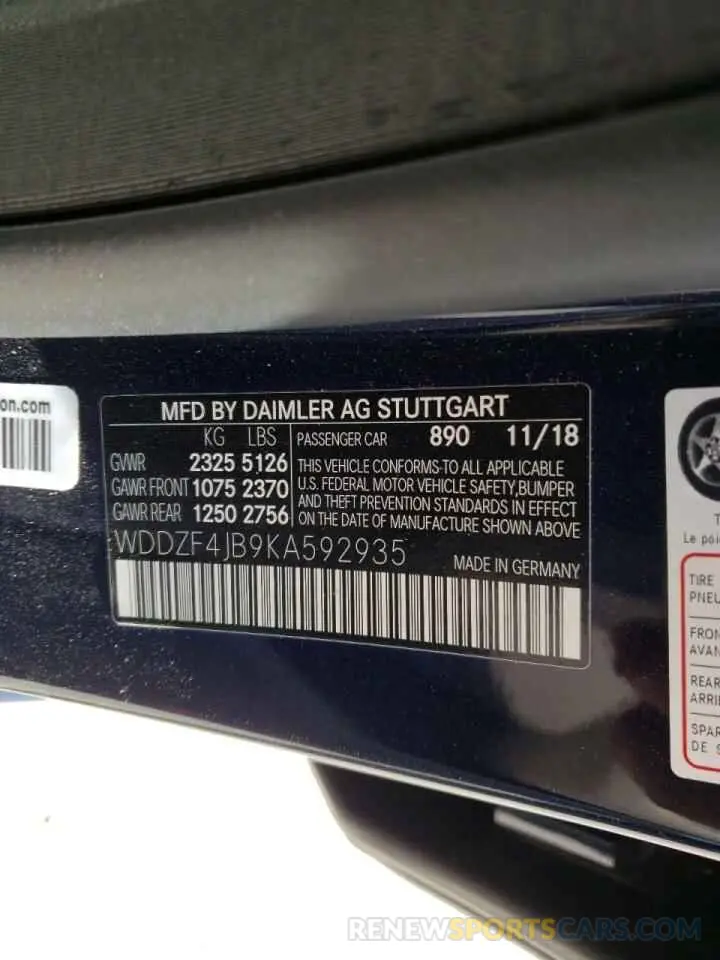 on.com
MFD BY DAIMLER AG STUTTGART
KG LBS
GVWR 2325 5126
GAWR FRONT 1075 2370
GAWR REAR 1250 2756
PASSENGER CAR 890 11/18
THIS VEHICLE CONFORMS TO ALL APPLICABLE
U.S. FEDERAL MOTOR VEHICLE SAFETY, BUMPER
AND THEFT PREVENTION STANDARDS IN EFFECT
ON THE DATE OF MANUFACTURE SHOWN ABOVE
WDDZF4JB9KA592935
MADE IN GERMANY
T
Le poi
TIRE
PNEU
FRON
AVAN
REAR
ARRI
SPAR
DE S
RENEWSPORTSCARS.COM